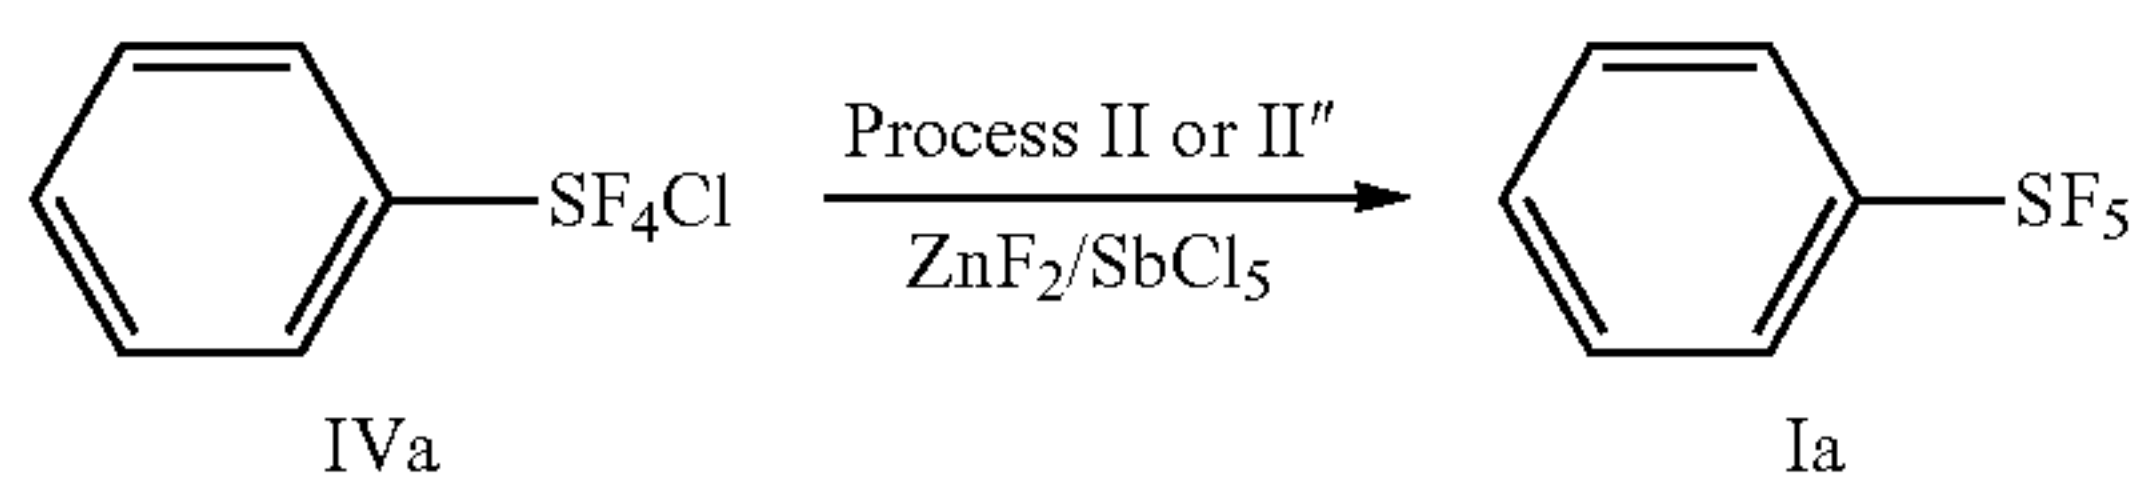 Process II or II″
SF₄Cl
ZnF₂/SbCl₅
SF₅
IVa
Ia